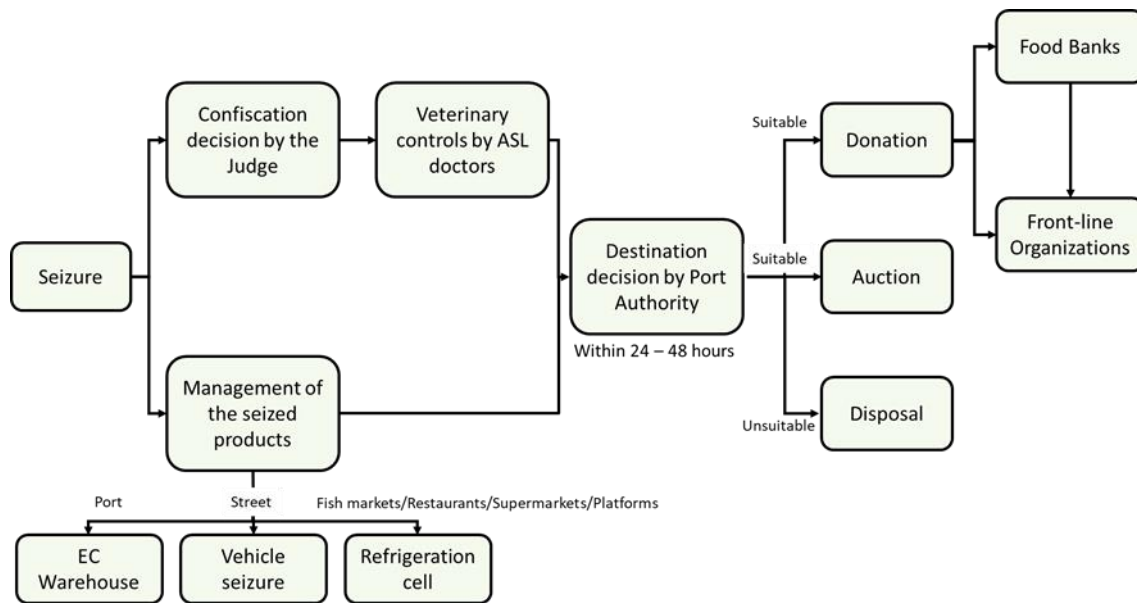 Seizure
Confiscation
decision by the
Judge
Veterinary
controls by ASL
doctors
Management of
the seized
products
Port
Street
Fish markets/Restaurants/Supermarkets/Platforms
EC
Warehouse
Vehicle
seizure
Refrigeration
cell
Destination
decision by Port
Authority
Within 24 – 48 hours
Suitable
Suitable
Unsuitable
Donation
Auction
Disposal
Food Banks
Front-line
Organizations